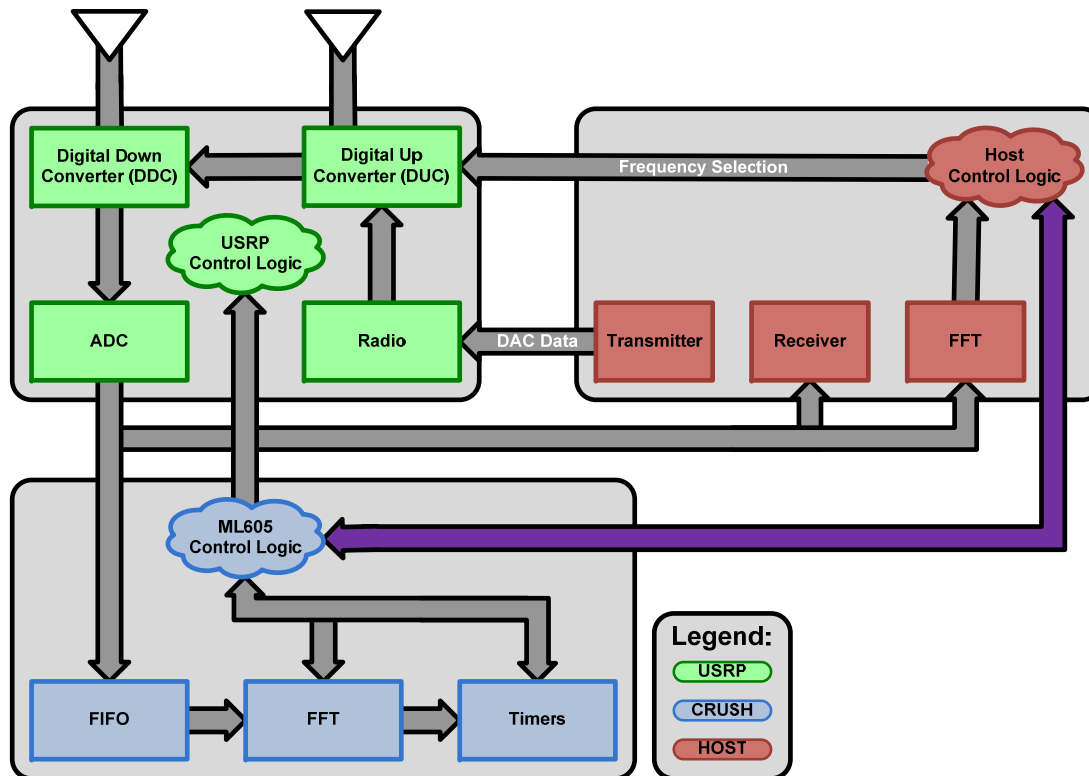 Digital Down
Converter (DDC)
Digital Up
Converter (DUC)
Frequency Selection
Host
Control Logic
USRP
Control Logic
ADC
Radio
DAC Data
Transmitter
Receiver
FFT
ML605
Control Logic
FIFO
FFT
Timers
Legend:
USRP
CRUSH
HOST